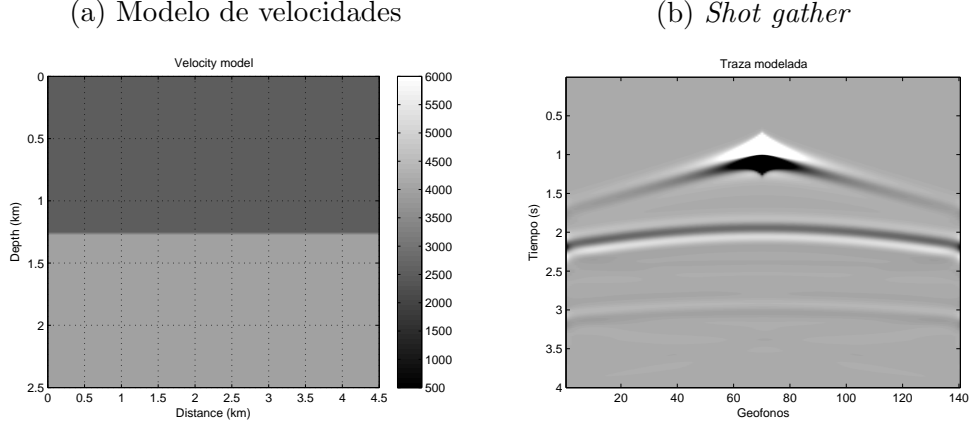 (a) Modelo de velocidades
Velocity model
0
0.5
1
1.5
2
2.5
Depth (km)
0 0.5 1 1.5 2 2.5 3 3.5 4 4.5
Distance (km)
6000
5500
5000
4500
4000
3500
3000
2500
2000
1500
1000
500
(b) Shot gather
Traza modelada
0.5
1
1.5
2
2.5
3
3.5
4
Tiempo (s)
20 40 60 80 100 120 140
Geofonos